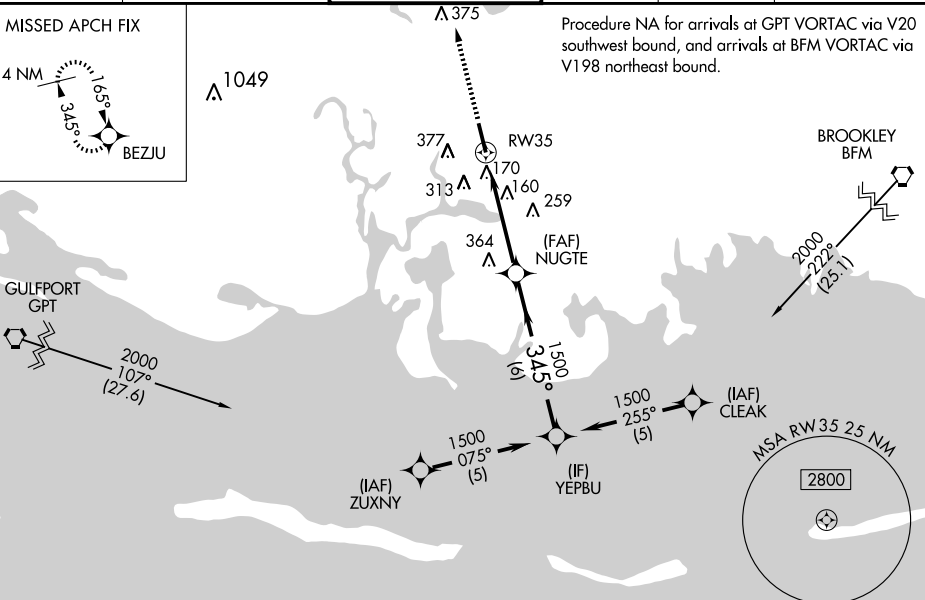 MISSED APCH FIX
4 NM
165°
345°
BEZJU
1049
375
Procedure NA for arrivals at GPT VORTAC via V20
southwest bound, and arrivals at BFM VORTAC via
V198 northeast bound.
377
RW35
170
313
160
259
364
(FAF)
NUGTE
BROOKLEY
BFM
2000
222°
(25.1)
GULFPORT
GPT
2000
107°
(27.6)
1500
345°
(6)
1500
255°
(5)
(IAF)
CLEAK
1500
075°
(5)
(IAF)
ZUXNY
(IF)
YEPBU
MSA RW35 25 NM
2800